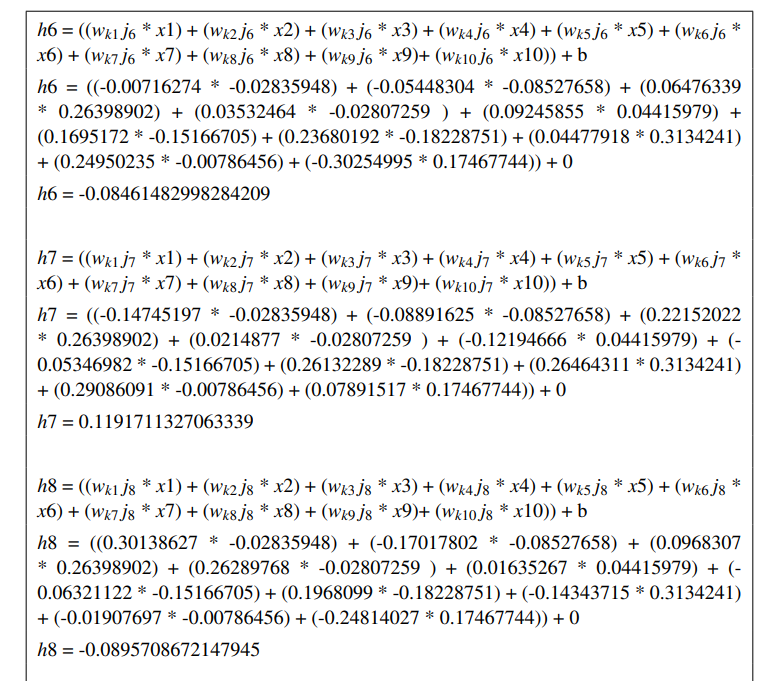 h6 = ((w_{k1}j_6 * x1) + (w_{k2}j_6 * x2) + (w_{k3}j_6 * x3) + (w_{k4}j_6 * x4) + (w_{k5}j_6 * x5) + (w_{k6}j_6 *
x6) + (w_{k7}j_6 * x7) + (w_{k8}j_6 * x8) + (w_{k9}j_6 * x9)+ (w_{k10}j_6 * x10)) + b
h6 = ((-0.00716274 * -0.02835948) + (-0.05448304 * -0.08527658) + (0.06476339
* 0.26398902) + (0.03532464 * -0.02807259 ) + (0.09245855 * 0.04415979) +
(0.1695172 * -0.15166705) + (0.23680192 * -0.18228751) + (0.04477918 * 0.3134241)
+ (0.24950235 * -0.00786456) + (-0.30254995 * 0.17467744)) + 0
h6 = -0.08461482998284209
h7 = ((w_{k1}j_7 * x1) + (w_{k2}j_7 * x2) + (w_{k3}j_7 * x3) + (w_{k4}j_7 * x4) + (w_{k5}j_7 * x5) + (w_{k6}j_7 *
x6) + (w_{k7}j_7 * x7) + (w_{k8}j_7 * x8) + (w_{k9}j_7 * x9)+ (w_{k10}j_7 * x10)) + b
h7 = ((-0.14745197 * -0.02835948) + (-0.08891625 * -0.08527658) + (0.22152022
* 0.26398902) + (0.0214877 * -0.02807259 ) + (-0.12194666 * 0.04415979) + (-
0.05346982 * -0.15166705) + (0.26132289 * -0.18228751) + (0.26464311 * 0.3134241)
+ (0.29086091 * -0.00786456) + (0.07891517 * 0.17467744)) + 0
h7 = 0.1191711327063339
h8 = ((w_{k1}j_8 * x1) + (w_{k2}j_8 * x2) + (w_{k3}j_8 * x3) + (w_{k4}j_8 * x4) + (w_{k5}j_8 * x5) + (w_{k6}j_8 *
x6) + (w_{k7}j_8 * x7) + (w_{k8}j_8 * x8) + (w_{k9}j_8 * x9)+ (w_{k10}j_8 * x10)) + b
h8 = ((0.30138627 * -0.02835948) + (-0.17017802 * -0.08527658) + (0.0968307
* 0.26398902) + (0.26289768 * -0.02807259 ) + (0.01635267 * 0.04415979) + (-
0.06321122 * -0.15166705) + (0.1968099 * -0.18228751) + (-0.14343715 * 0.3134241)
+ (-0.01907697 * -0.00786456) + (-0.24814027 * 0.17467744)) + 0
h8 = -0.0895708672147945